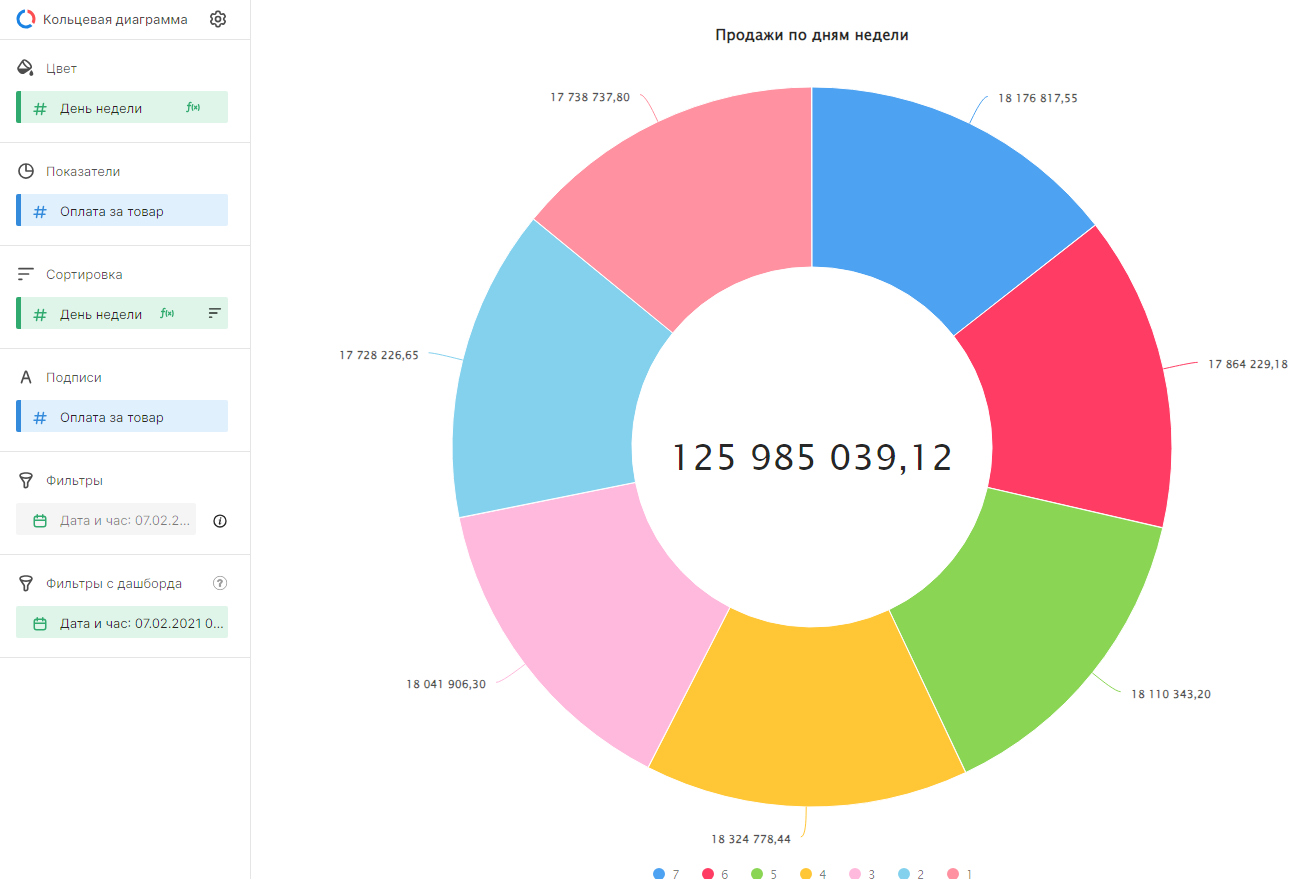 Кольцевая диаграмма
Цвет
# День недели f(x)
Показатели
# Оплата за товар
Сортировка
# День недели f(x)
Подписи
# Оплата за товар
Фильтры
Дата и час: 07.02.2...
Фильтры с дашборда ?
Дата и час: 07.02.2021 0...
Продажи по дням недели
17 738 737,80
18 176 817,55
17 728 226,65
17 864 229,18
125 985 039,12
18 041 906,30
18 110 343,20
18 324 778,44
7 6 5 4 3 2 1